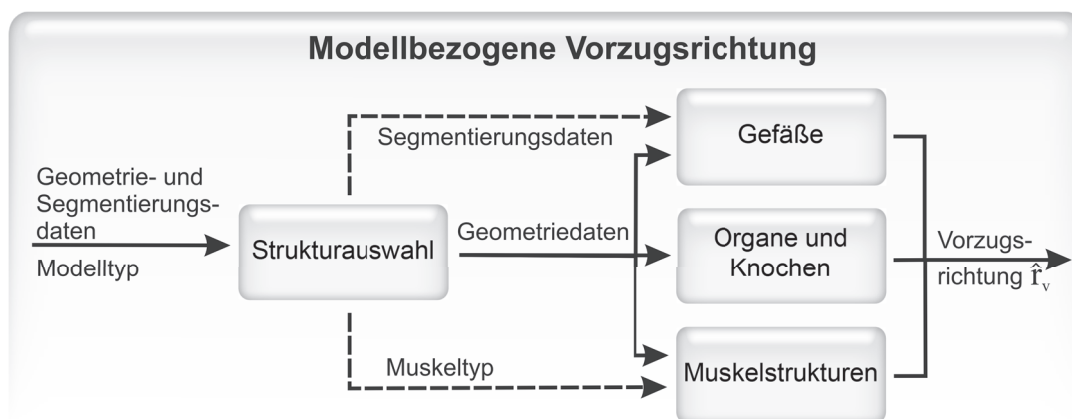 Modellbezogene Vorzugsrichtung
Segmentierungsdaten
Gefäße
Geometrie- und
Segmentierungs-
daten
Modelltyp
Strukturauswahl
Geometriedaten
Organe und
Knochen
Vorzugs-
richtung r̂ᵥ
Muskeltyp
Muskelstrukturen